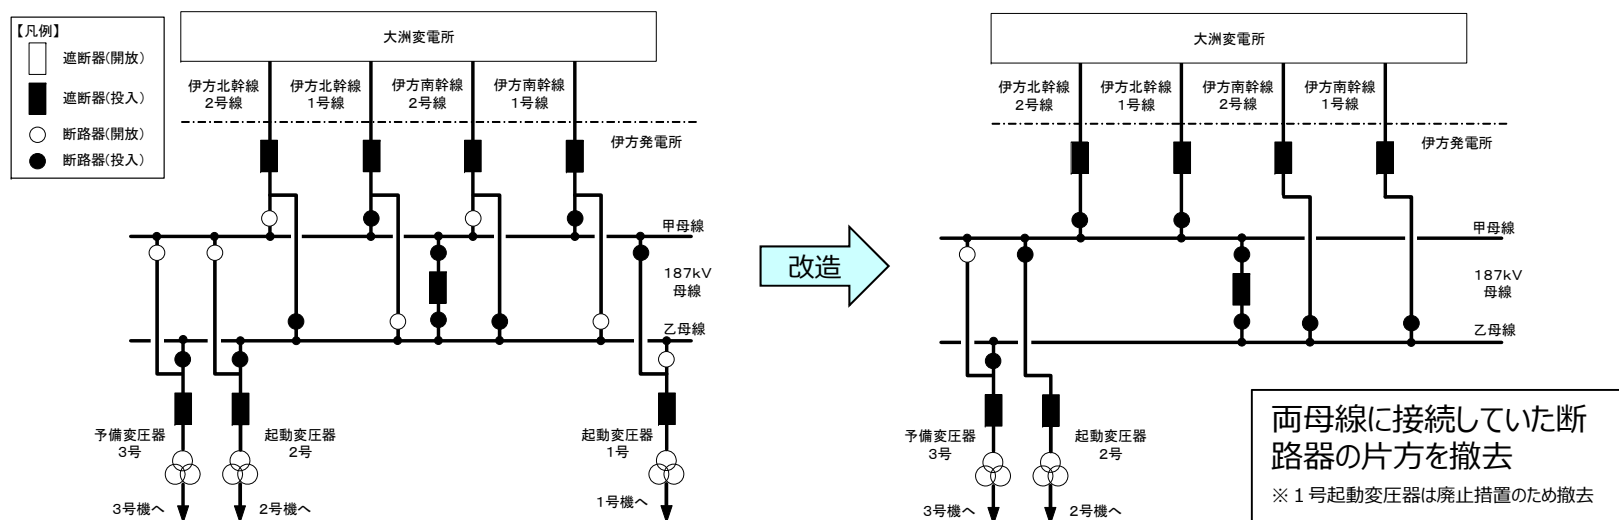 【凡例】
遮断器(開放)
遮断器(投入)
断路器(開放)
断路器(投入)
大洲変電所
伊方北幹線
2号線
伊方北幹線
1号線
伊方南幹線
2号線
伊方南幹線
1号線
伊方発電所
甲母線
187kV
母線
乙母線
予備変圧器
3号
起動変圧器
2号
起動変圧器
1号
3号機へ
2号機へ
1号機へ
改造
大洲変電所
伊方北幹線
2号線
伊方北幹線
1号線
伊方南幹線
2号線
伊方南幹線
1号線
伊方発電所
甲母線
187kV
母線
乙母線
予備変圧器
3号
起動変圧器
2号
3号機へ
2号機へ
両母線に接続していた断
路器の片方を撤去
※1号起動変圧器は廃止措置のため撤去